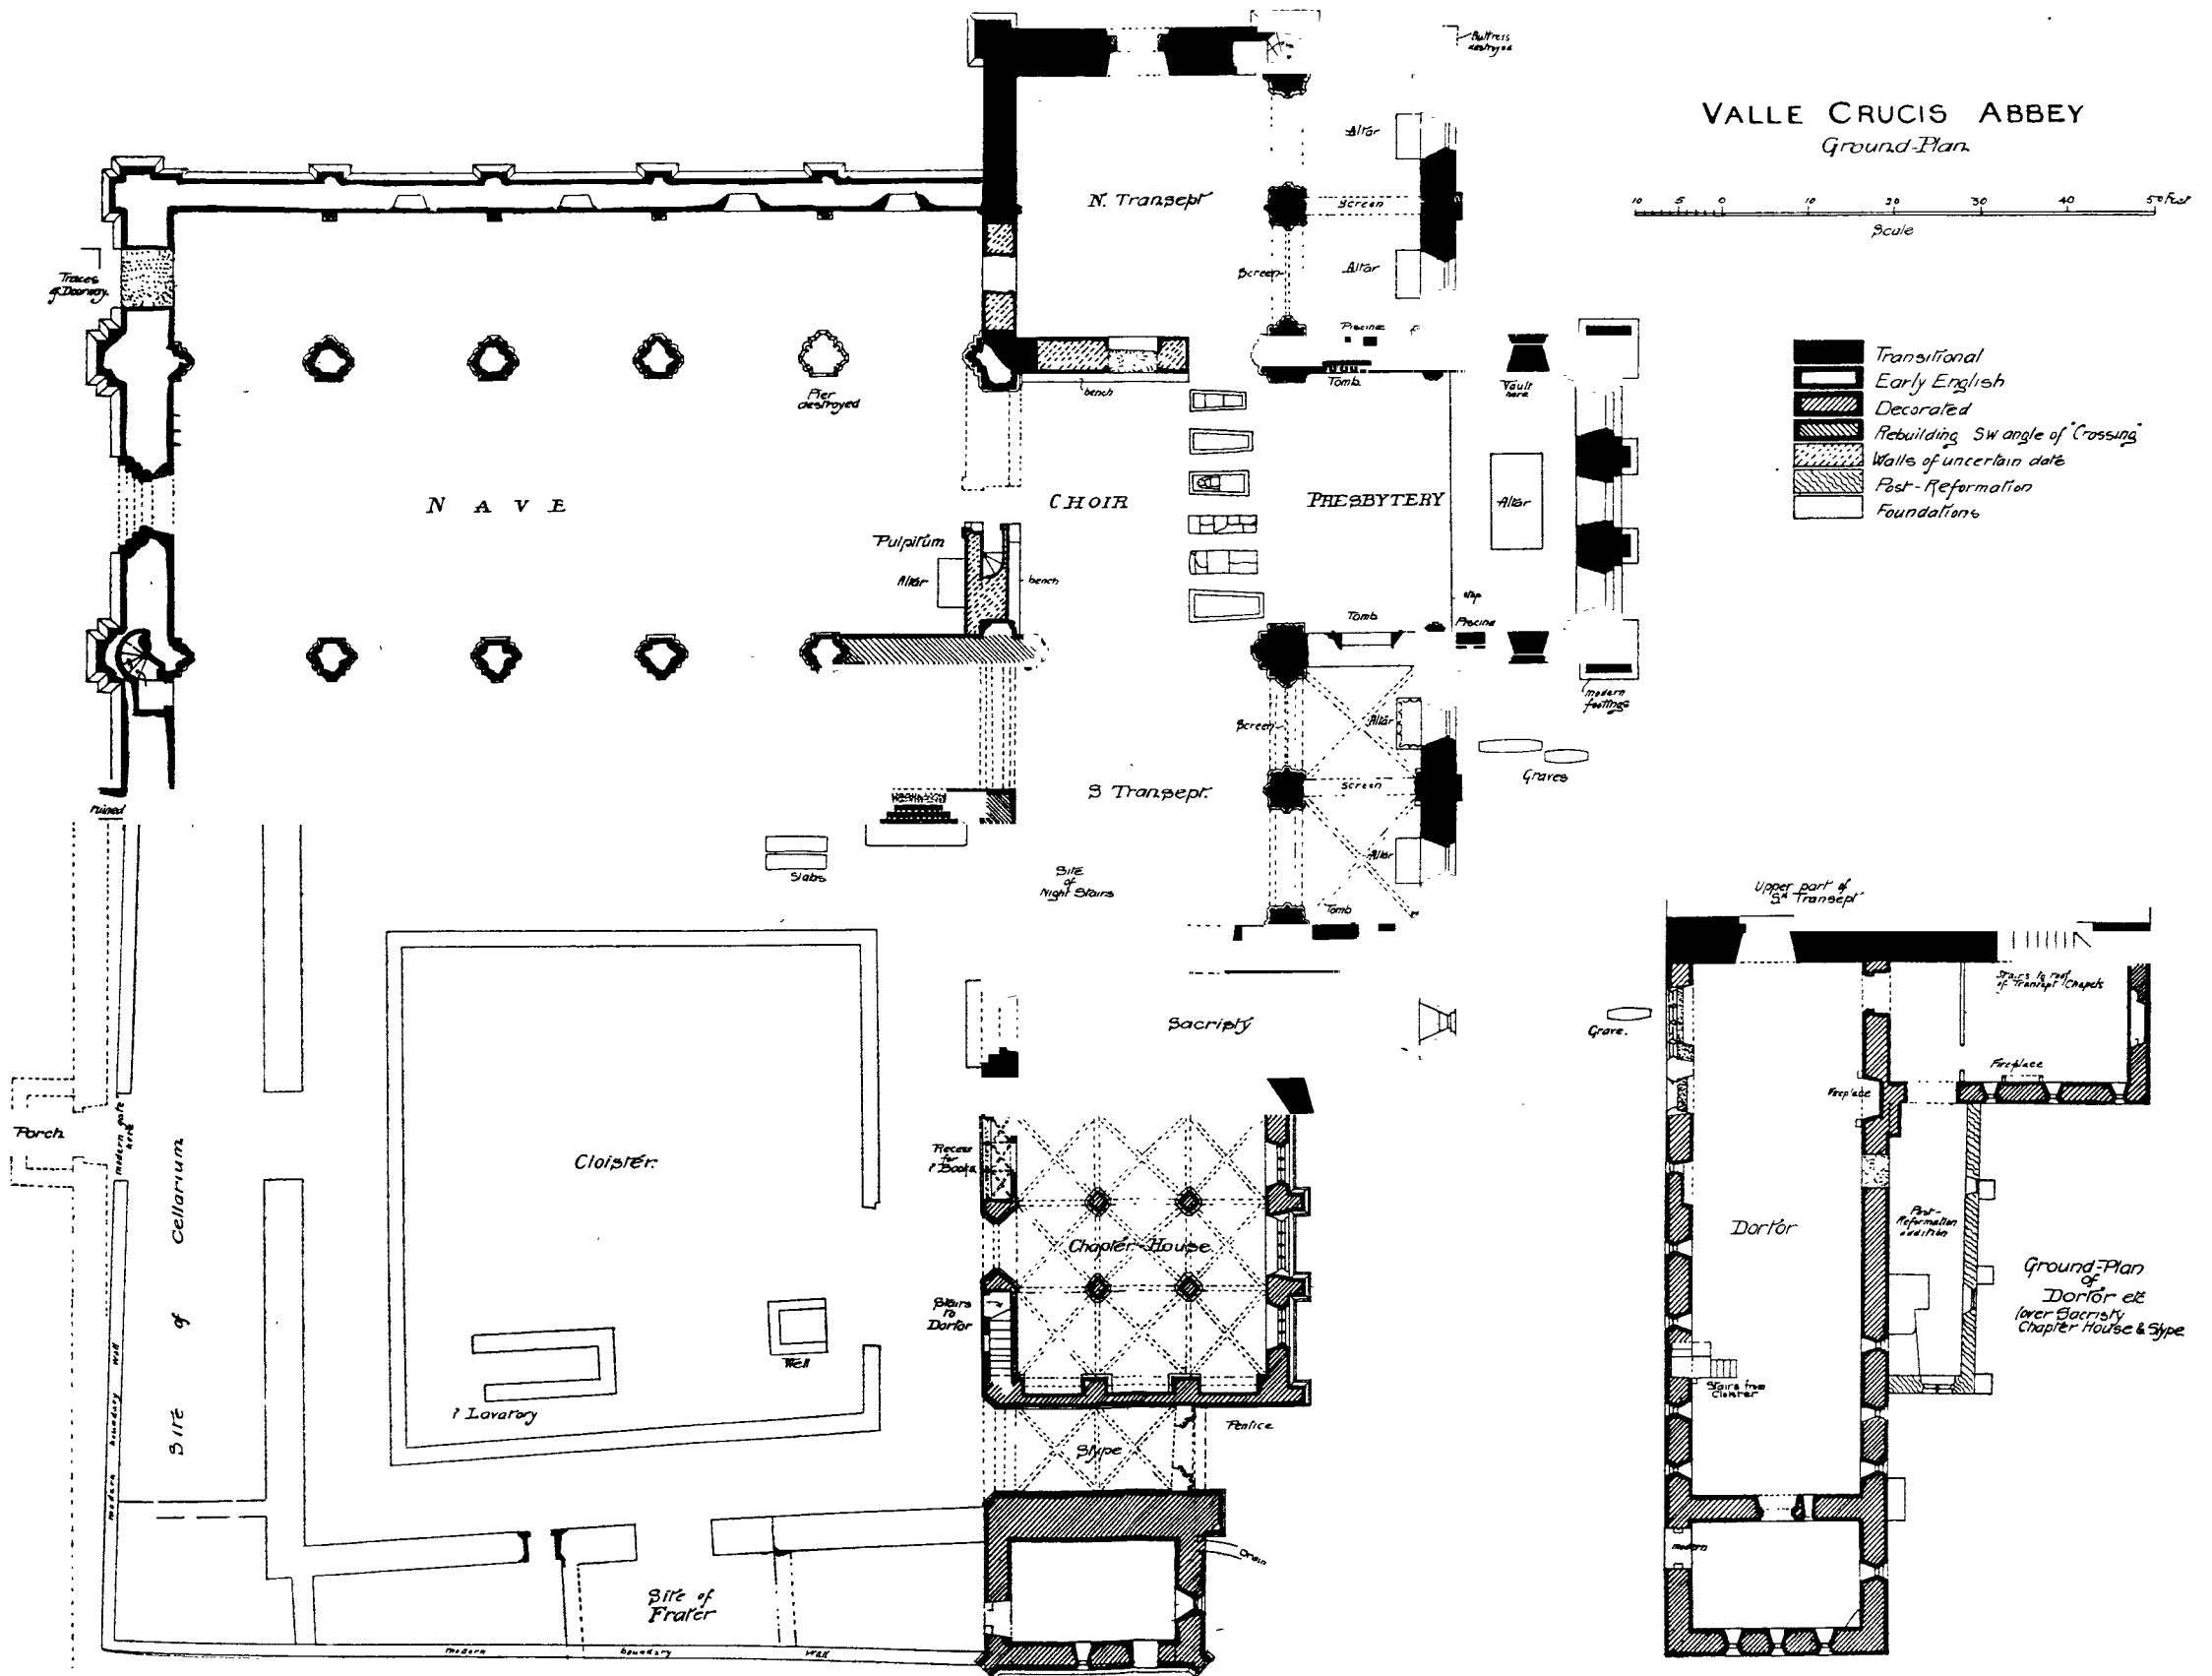 VALLE CRUCIS ABBEY
Ground-Plan
10 5 0 10 20 30 40 50 Feet
Scale
Transitional
Early English
Decorated
Rebuilding SW angle of "Crossing"
Walls of uncertain date
Post-Reformation
Foundations
Buttress
destroyed
Altar
N. Transept
Screen
Screen
Altar
Traces
of Doorway.
Piscina
Tomb
Vault
here
bench
Pier
destroyed
NAVE
CHOIR
PRESBYTERY
Altar
Pulpitum
Altar
bench
step
Tomb
Piscina
modern
footings
Screen
Altar
Graves
S Transept.
Screen
ruined
Altar
Slabs
Site
of
Night Stairs
Tomb
Upper part of
Sth Transept
Stairs to roof
of Transept Chapels
Sacristy
Grave.
Fireplace
Fireplace
Porch
modern gate
here
Site of Cellarium
Cloister.
Recess
for
? Books
Chapter-House
Stairs
to
Dortor
Well
? Lavatory
Slype
Pentice
Dortor
Post-
Reformation
addition
Ground-Plan
of
Dortor etc
(over Sacristy
Chapter House & Slype
Stairs from
Cloister
modern boundary wall
Drain
modern
Site of
Frater
modern boundary wall